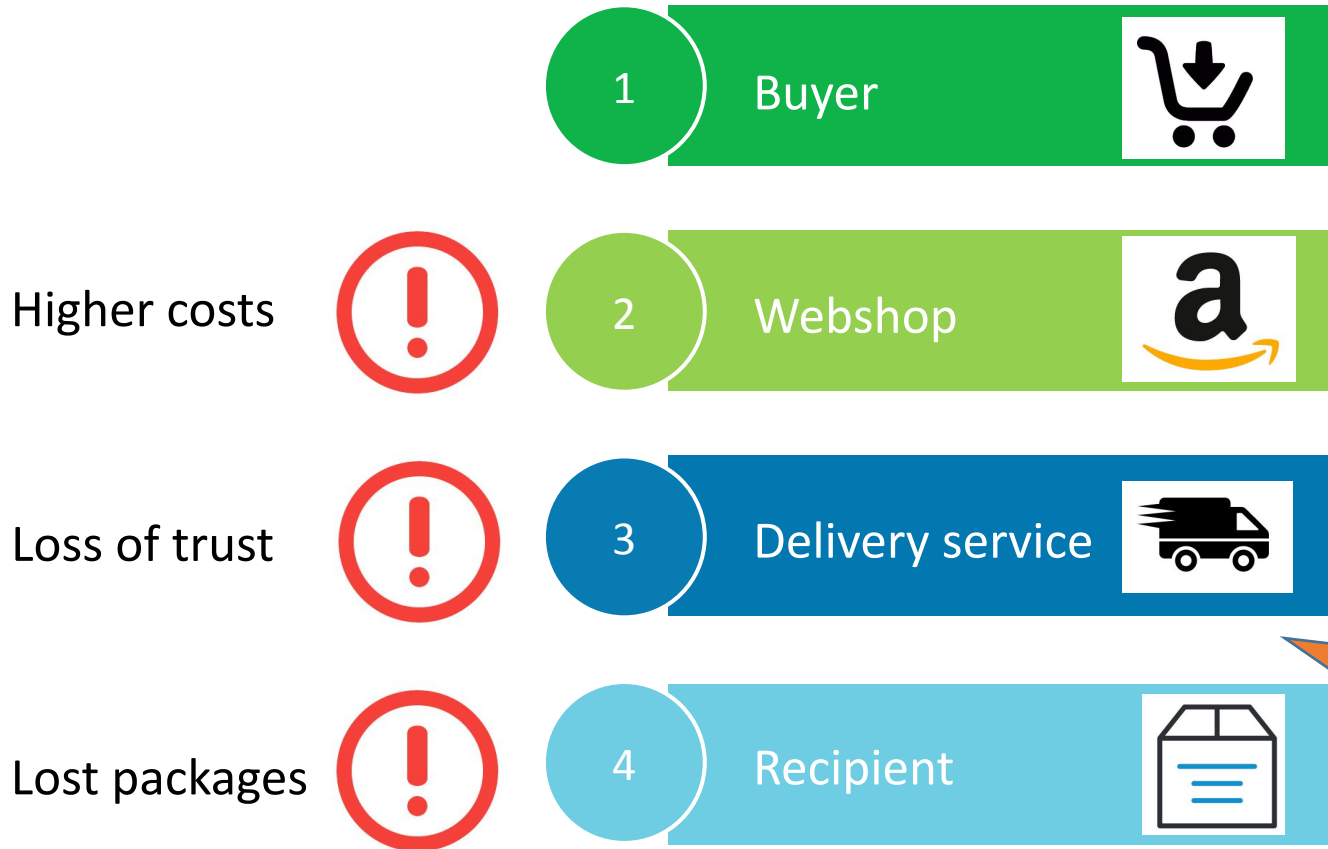 1 Buyer
Higher costs 2 Webshop a
Loss of trust 3 Delivery service
Lost packages 4 Recipient